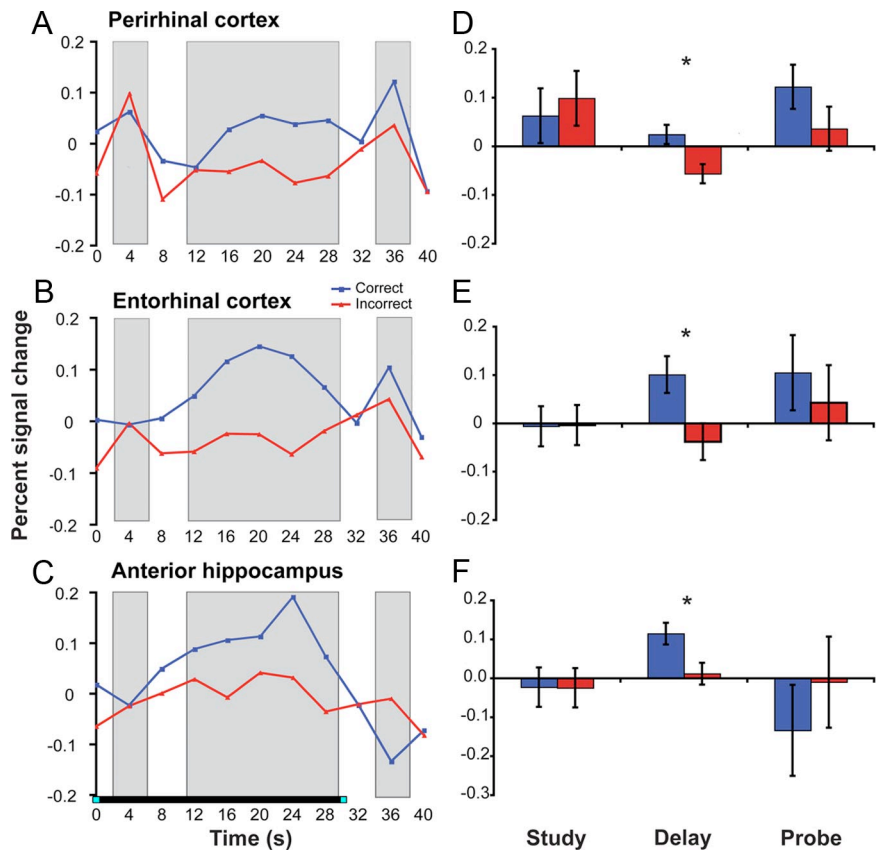 A
Perirhinal cortex
0.2
0.1
0
-0.1
-0.2
0 4 8 12 16 20 24 28 32 36 40
D
0.2
*
0.1
0
-0.1
-0.2
B
Entorhinal cortex
Correct
Incorrect
0.2
0.1
0
-0.1
-0.2
0 4 8 12 16 20 24 28 32 36 40
Percent signal change
E
0.2
*
0.1
0
-0.1
-0.2
C
Anterior hippocampus
0.2
0.1
0
-0.1
-0.2
0 4 8 12 16 20 24 28 32 36 40
Time (s)
F
0.2
*
0.1
0.0
-0.1
-0.2
-0.3
Study Delay Probe